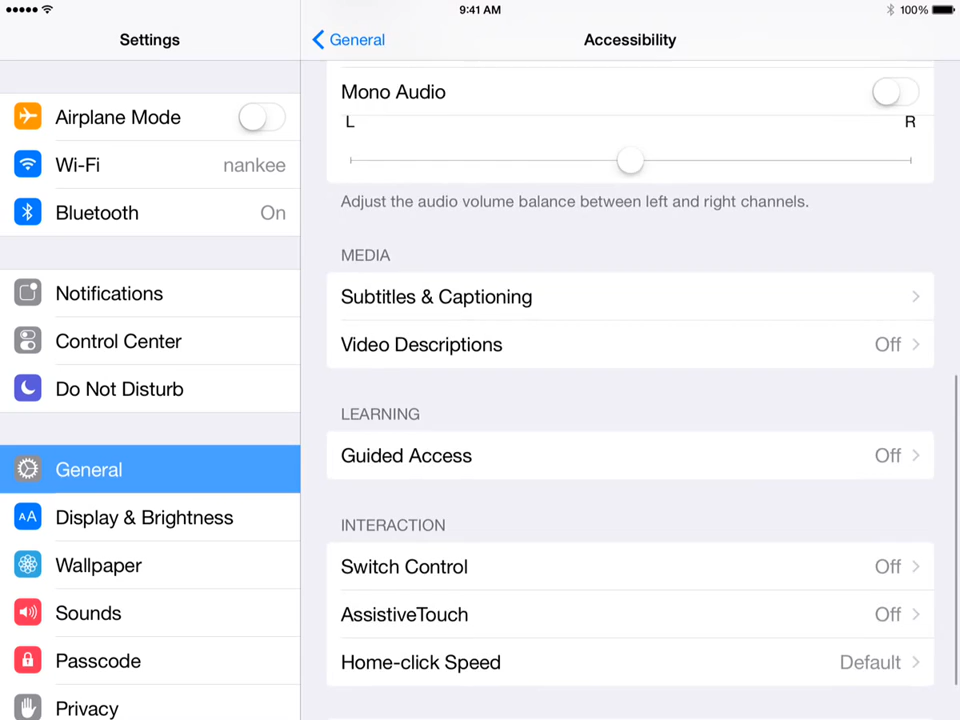 9:41 AM
100%
Settings
General
Accessibility
Airplane Mode
Wi-Fi nankee
Bluetooth On
Notifications
Control Center
Do Not Disturb
General
AA Display & Brightness
Wallpaper
Sounds
Passcode
Privacy
Mono Audio
L R
Adjust the audio volume balance between left and right channels.
MEDIA
Subtitles & Captioning
Video Descriptions Off
LEARNING
Guided Access Off
INTERACTION
Switch Control Off
AssistiveTouch Off
Home-click Speed Default